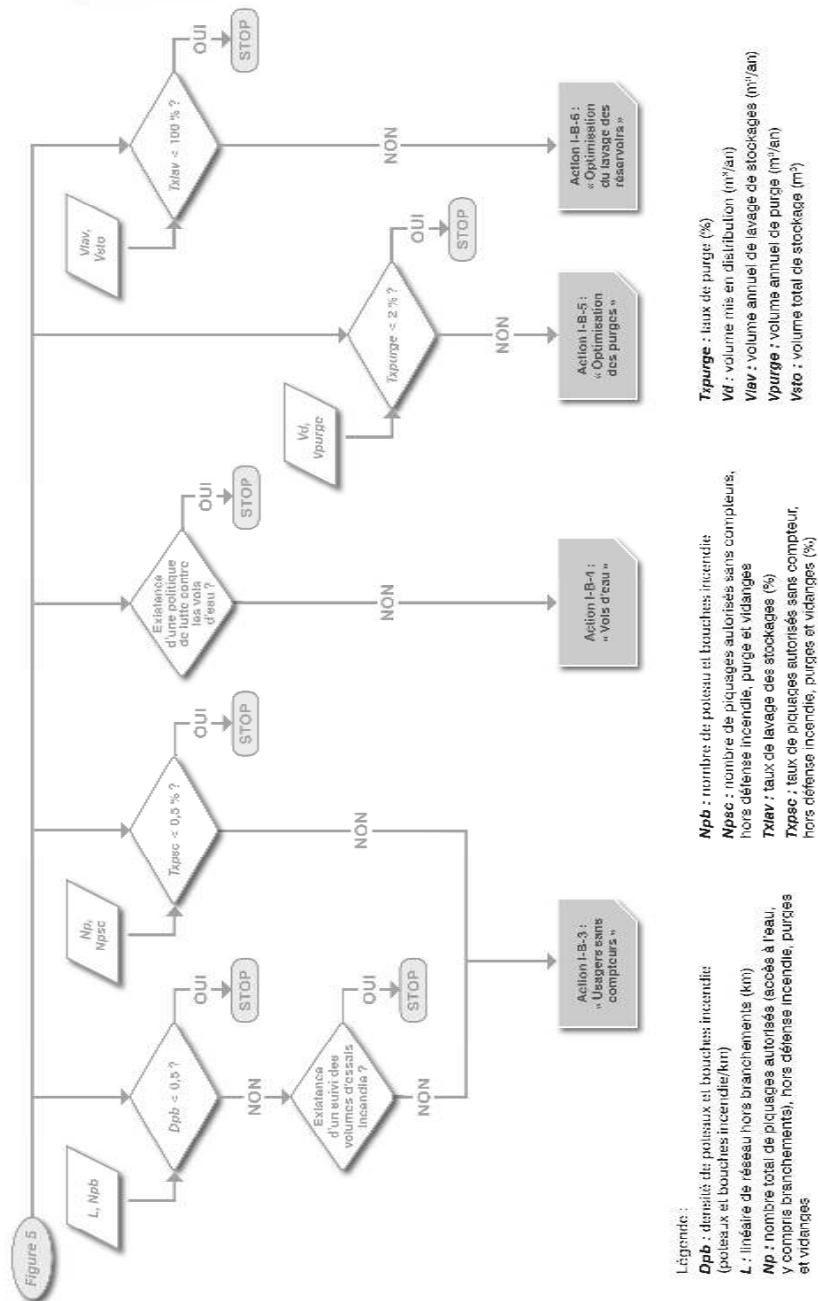 Figure 5
L, Npb
Dpb < 0,5 ?
OUI
STOP
NON
Existence
d'un suivi des
volumes d'essais
incendie ?
OUI
STOP
NON
Np,
Npsc
Txpsc < 0,5 % ?
OUI
STOP
NON
Action I-B-3 :
« Usagers sans
compteurs »
Existence
d'une politique
de lutte contre
les vols
d'eau ?
OUI
STOP
NON
Action I-B-4 :
« Vols d'eau »
Vd,
Vpurge
Txpurge < 2 % ?
OUI
STOP
NON
Action I-B-5 :
« Optimisation
des purges »
Vlav,
Vsto
Txlav < 100 % ?
OUI
STOP
NON
Action I-B-6 :
« Optimisation
du lavage des
réservoirs »
Légende :
Dpb : densité de poteaux et bouches incendie
(poteaux et bouches incendie/km)
L : linéaire de réseau hors branchements (km)
Np : nombre total de piquages autorisés (accès à l'eau,
y compris branchements), hors défense incendie, purges
et vidanges
Npb : nombre de poteau et bouches incendie
Npsc : nombre de piquages autorisés sans compteurs,
hors défense incendie, purge et vidanges
Txlav : taux de lavage des stockages (%)
Txpsc : taux de piquages autorisés sans compteur,
hors défense incendie, purges et vidanges (%)
Txpurge : taux de purge (%)
Vd : volume mis en distribution (m³/an)
Vlav : volume annuel de lavage de stockages (m³/an)
Vpurge : volume annuel de purge (m³/an)
Vsto : volume total de stockage (m³)